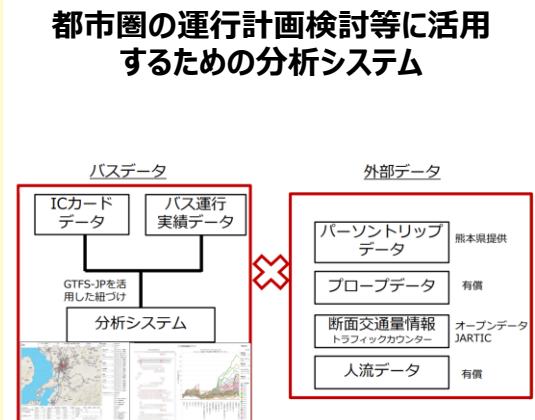 都市圏の運行計画検討等に活用
するための分析システム
バスデータ
外部データ
ICカード
データ
バス運行
実績データ
GTFS-JPを活
用した紐づけ
分析システム
パーソントリップ
データ
熊本県提供
プローブデータ
有償
断面交通量情報
トラフィックカウンター
オープンデータ
JARTIC
人流データ
有償